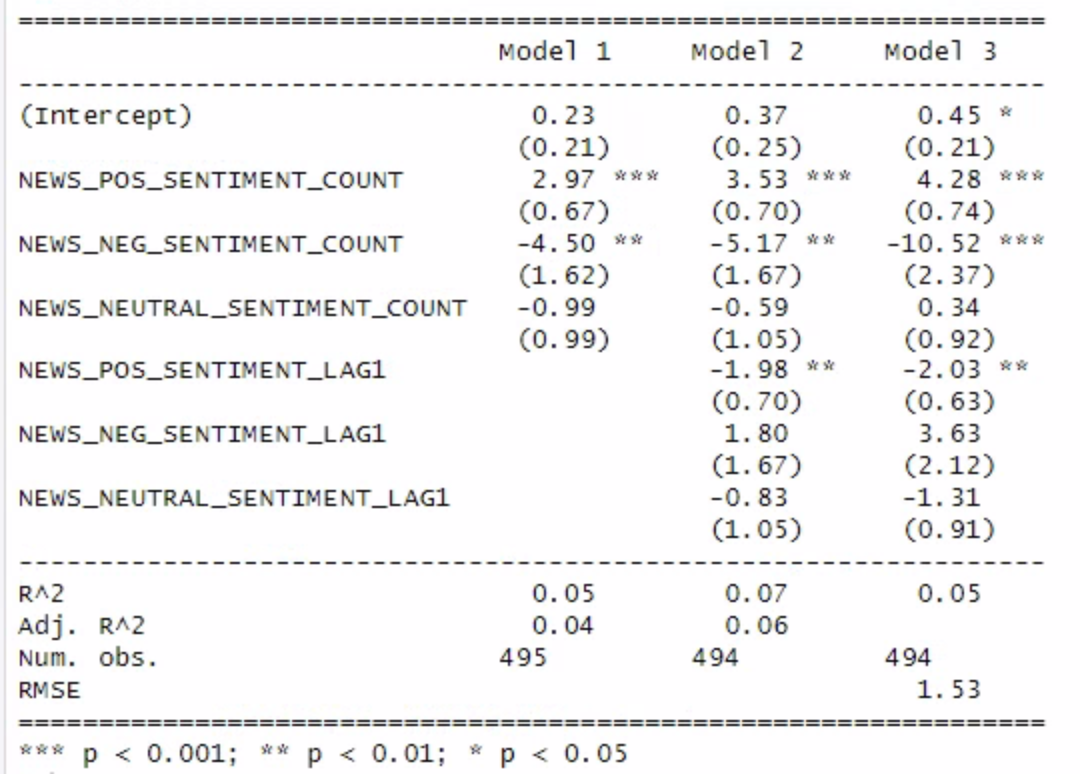 ================================================================
Model 1 Model 2 Model 3
----------------------------------------------------------------
(Intercept) 0.23 0.37 0.45 *
(0.21) (0.25) (0.21)
NEWS_POS_SENTIMENT_COUNT 2.97 *** 3.53 *** 4.28 ***
(0.67) (0.70) (0.74)
NEWS_NEG_SENTIMENT_COUNT -4.50 ** -5.17 ** -10.52 ***
(1.62) (1.67) (2.37)
NEWS_NEUTRAL_SENTIMENT_COUNT -0.99 -0.59 0.34
(0.99) (1.05) (0.92)
NEWS_POS_SENTIMENT_LAG1 -1.98 ** -2.03 **
(0.70) (0.63)
NEWS_NEG_SENTIMENT_LAG1 1.80 3.63
(1.67) (2.12)
NEWS_NEUTRAL_SENTIMENT_LAG1 -0.83 -1.31
(1.05) (0.91)
----------------------------------------------------------------
R^2 0.05 0.07 0.05
Adj. R^2 0.04 0.06
Num. obs. 495 494 494
RMSE 1.53
================================================================
*** p < 0.001; ** p < 0.01; * p < 0.05